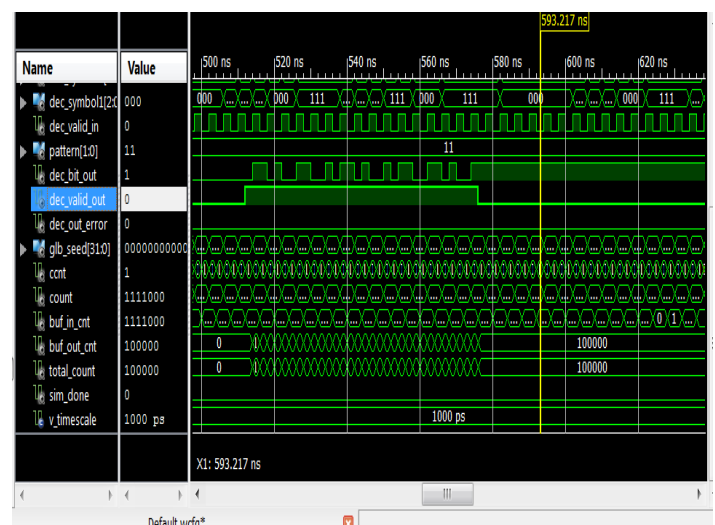 593.217 ns
Name Value
500 ns 520 ns 540 ns 560 ns 580 ns 600 ns 620 ns
dec_symbol1[2:0 000 000 ... ... ... 000 111 ... ... ... 111 000 111 000 ... ... ... 000 111 ...
dec_valid_in 0
pattern[1:0] 11 11
dec_bit_out 1
dec_valid_out 0
dec_out_error 0
glb_seed[31:0] 00000000000
ccnt 1
count 1111000
buf_in_cnt 1111000 0 1
buf_out_cnt 100000 0 1 100000
total_count 100000 0 1 100000
sim_done 0
v_timescale 1000 ps 1000 ps
X1: 593.217 ns
Default.wcfg*